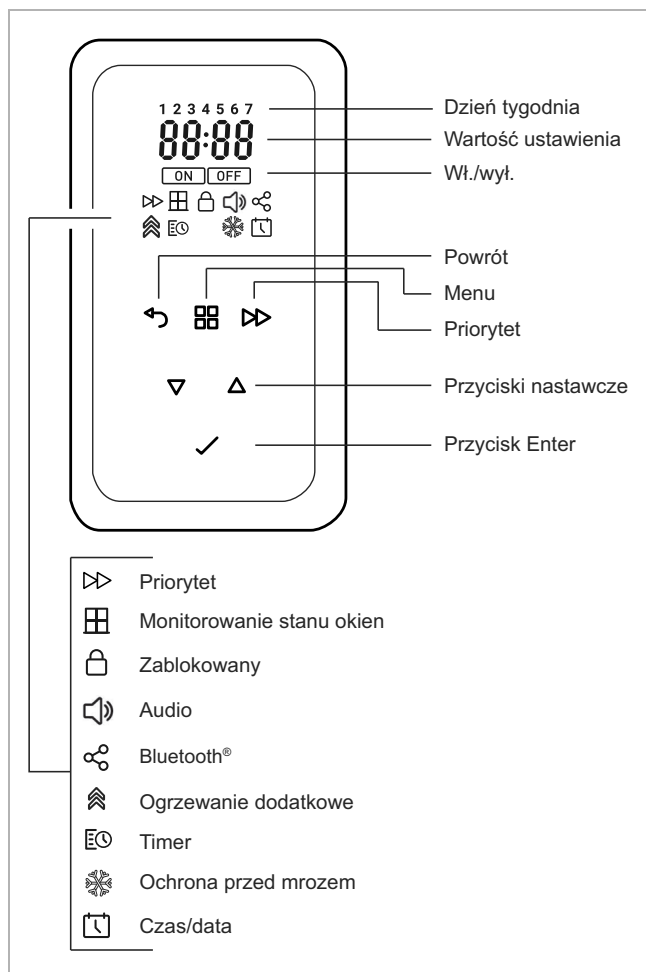 1 2 3 4 5 6 7
88:88
ON OFF
Dzień tygodnia
Wartość ustawienia
Wł./wył.
Powrót
Menu
Priorytet
Przyciski nastawcze
Przycisk Enter
Priorytet
Monitorowanie stanu okien
Zablokowany
Audio
Bluetooth®
Ogrzewanie dodatkowe
Timer
Ochrona przed mrozem
Czas/data